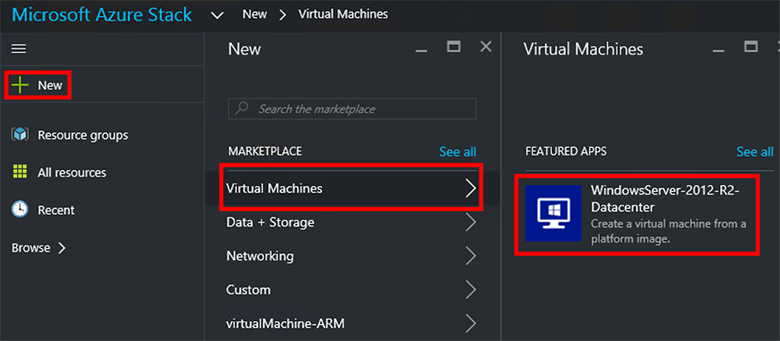 Microsoft Azure Stack
New > Virtual Machines
New
Resource groups
All resources
Recent
Browse >
New
Search the marketplace
MARKETPLACE See all
Virtual Machines >
Data + Storage >
Networking >
Custom >
virtualMachine-ARM >
Virtual Machines
FEATURED APPS See all
WindowsServer-2012-R2-
Datacenter
Create a virtual machine from a
platform image.